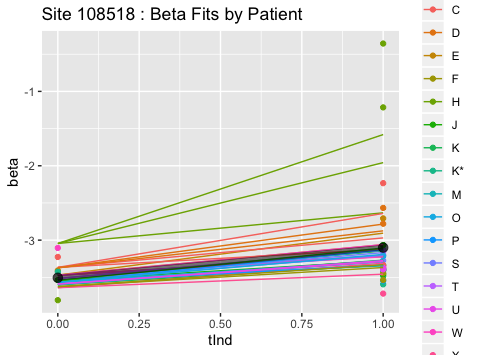 Site 108518 : Beta Fits by Patient
beta
-1
-2
-3
0.00 0.25 0.50 0.75 1.00
tInd
C
D
E
F
H
J
K
K*
M
O
P
S
T
U
W